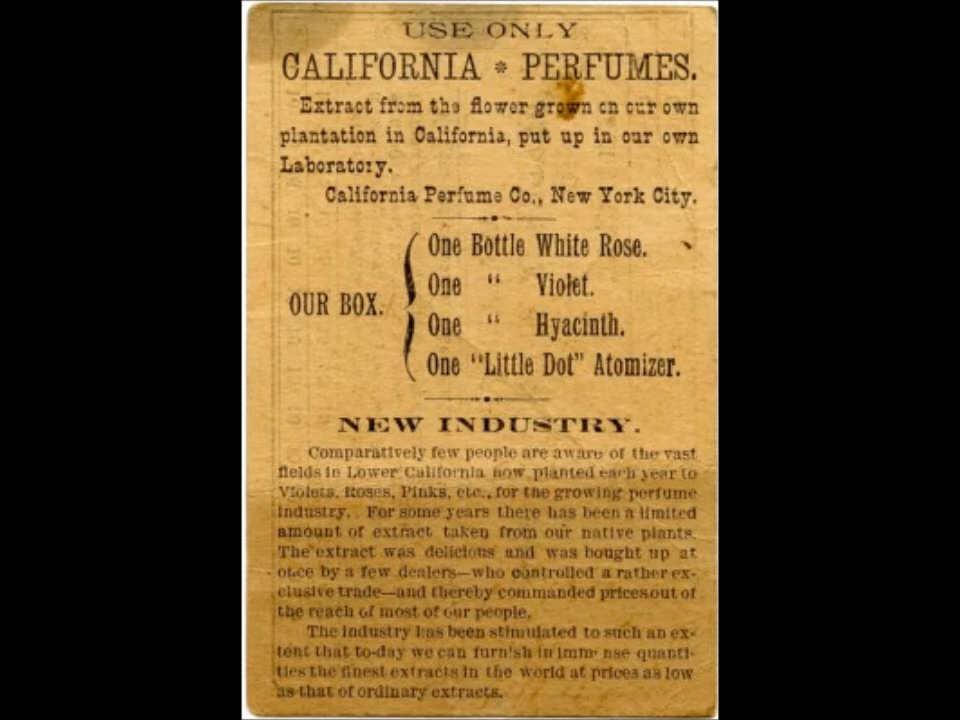 USE ONLY
CALIFORNIA * PERFUMES.
Extract from the flower grown on our own
plantation in California, put up in our own
Laboratory.
California Perfume Co., New York City.
OUR BOX.
One Bottle White Rose.
One “ Violet.
One “ Hyacinth.
One “Little Dot” Atomizer.
NEW INDUSTRY.
Comparatively few people are aware of the vast
fields in Lower California now planted each year to
Violets, Roses, Pinks, etc., for the growing perfume
industry. For some years there has been a limited
amount of extract taken from our native plants.
The extract was delicious and was bought up at
once by a few dealers—who controlled a rather ex-
clusive trade—and thereby commanded prices out of
the reach of most of our people.
The industry has been stimulated to such an ex-
tent that to-day we can furnish in immense quanti-
ties the finest extracts in the world at prices as low
as that of ordinary extracts.